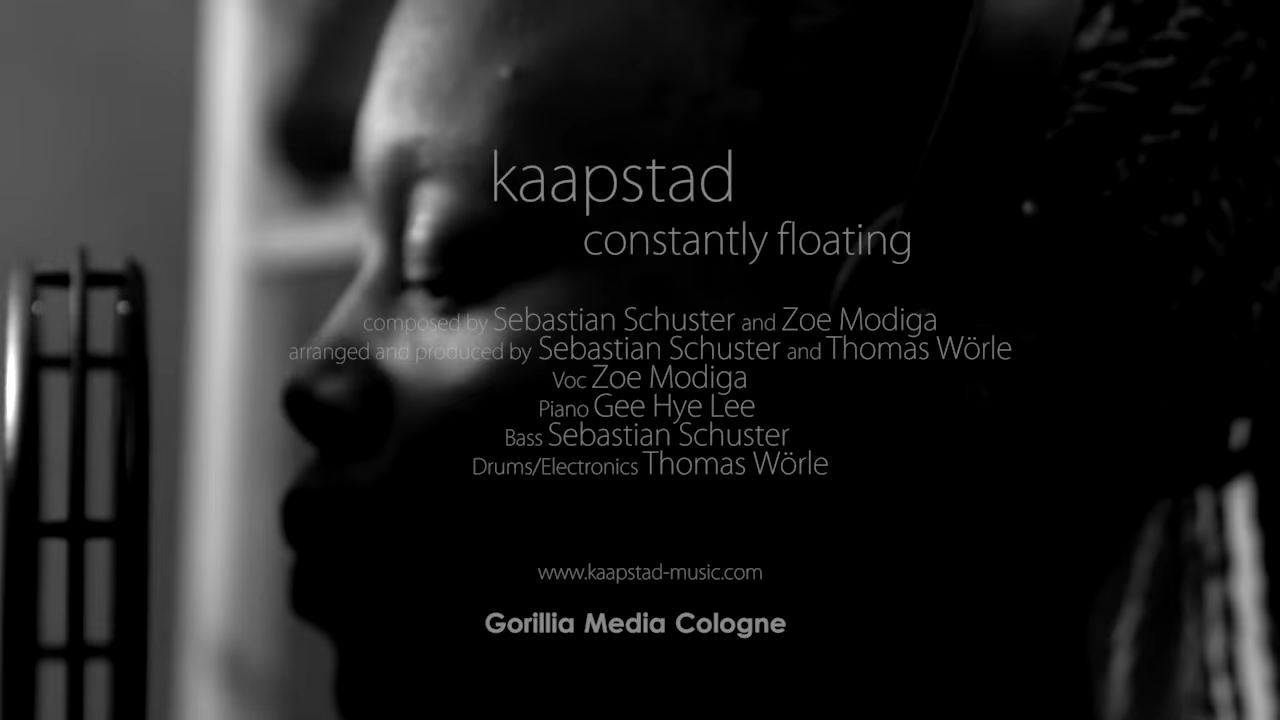 kaapstad
constantly floating
composed by Sebastian Schuster and Zoe Modiga
arranged and produced by Sebastian Schuster and Thomas Wörle
Voc Zoe Modiga
Piano Gee Hye Lee
Bass Sebastian Schuster
Drums/Electronics Thomas Wörle
www.kaapstad-music.com
Gorillia Media Cologne